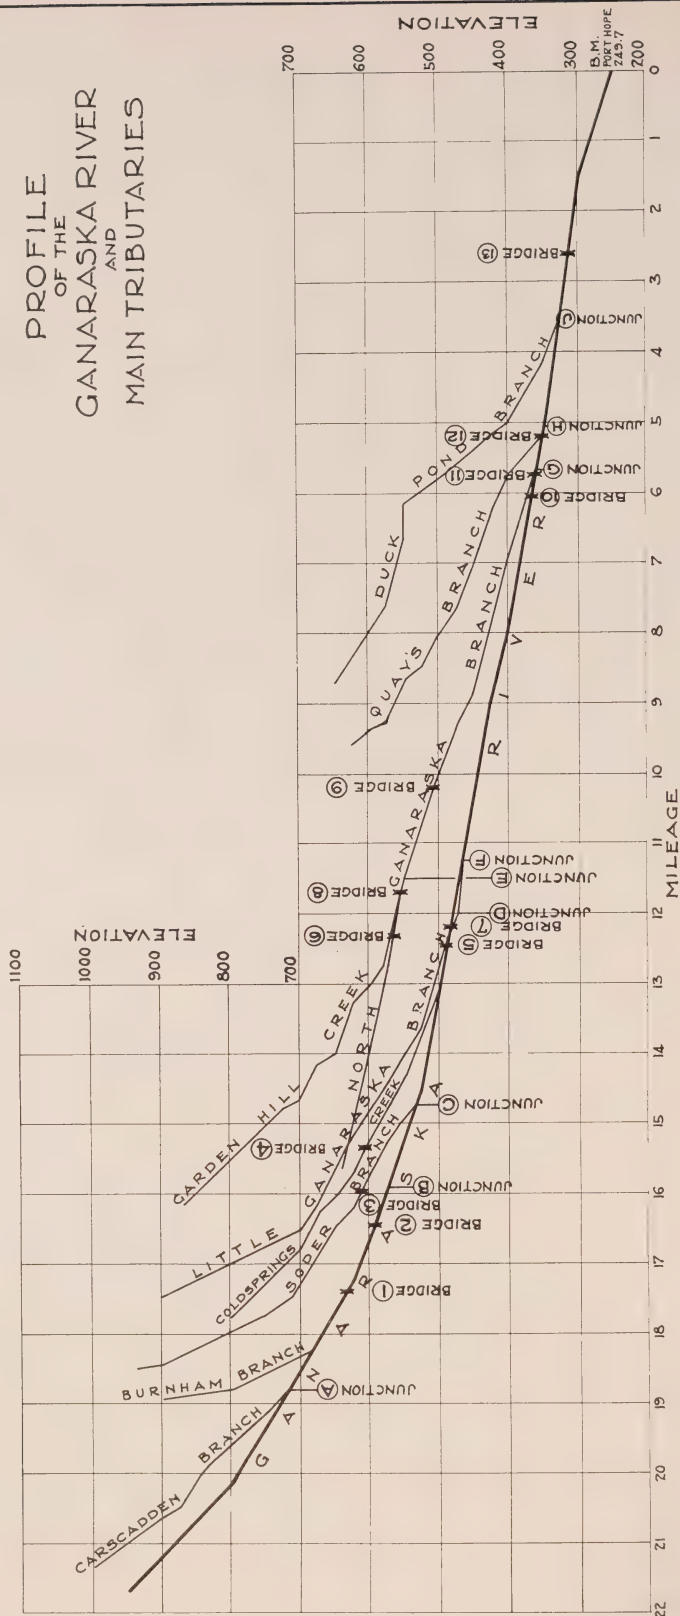 PROFILE
OF THE
GANARASKA RIVER
AND
MAIN TRIBUTARIES
ELEVATION
1100
1000
900
800
700
ELEVATION
700
600
500
400
300
200
B.M.
PORT HOPE
249.7
CARSCADDEN BRANCH
BURNHAM BRANCH
SODER BRANCH
COLDSPRINGS CREEK
LITTLE GANARASKA BRANCH
GARDEN HILL CREEK
NORTH GANARASKA BRANCH
QUAY'S BRANCH
DUCK POND BRANCH
GANARASKA RIVER
JUNCTION A
BRIDGE 1
BRIDGE 2
BRIDGE 3
JUNCTION B
BRIDGE 4
JUNCTION C
BRIDGE 5
BRIDGE 7
JUNCTION D
BRIDGE 6
BRIDGE 8
JUNCTION E
JUNCTION F
BRIDGE 9
BRIDGE 10
JUNCTION G
BRIDGE 11
JUNCTION H
BRIDGE 12
JUNCTION J
BRIDGE 13
22 21 20 19 18 17 16 15 14 13 12 11 10 9 8 7 6 5 4 3 2 1 0
MILEAGE